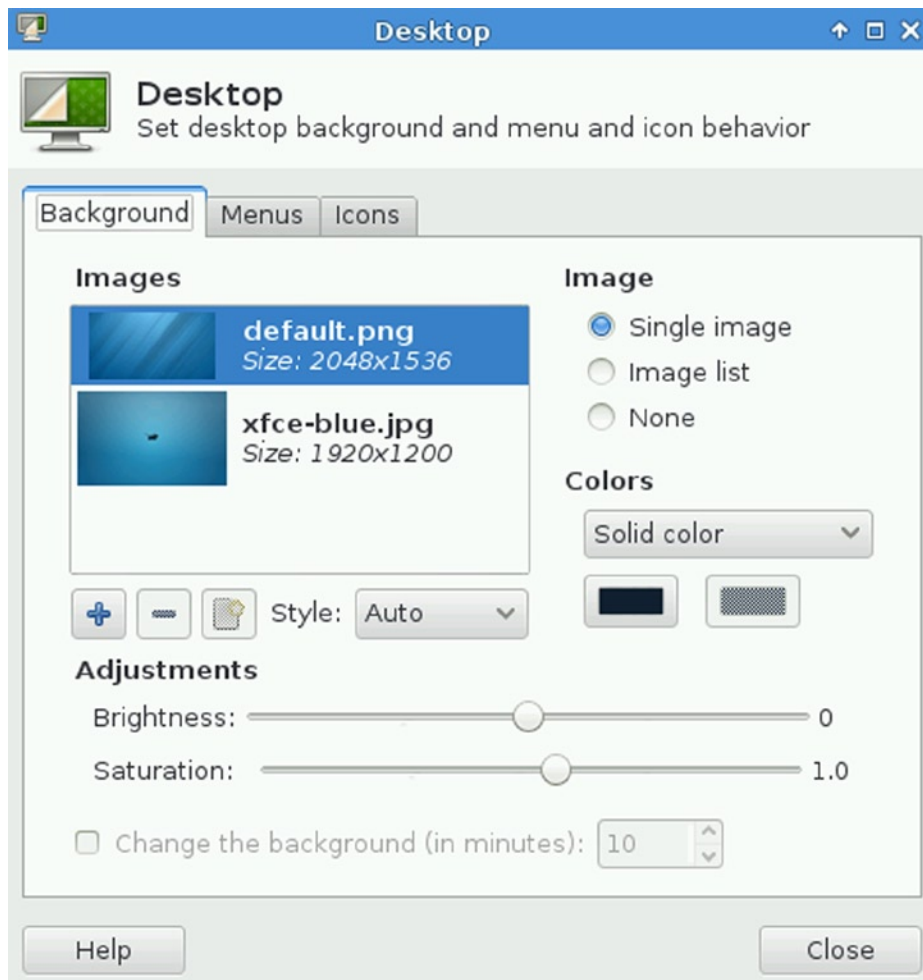 Desktop
Desktop
Set desktop background and menu and icon behavior
Background Menus Icons
Images
default.png
Size: 2048x1536
xfce-blue.jpg
Size: 1920x1200
Style: Auto
Image
Single image
Image list
None
Colors
Solid color
Adjustments
Brightness: 0
Saturation: 1.0
Change the background (in minutes): 10
Help Close